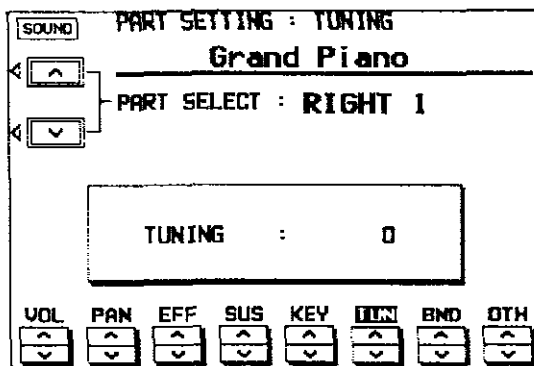 SOUND
PART SETTING : TUNING
Grand Piano
PART SELECT : RIGHT 1
TUNING : 0
VOL PAN EFF SUS KEY TUN BND OTH